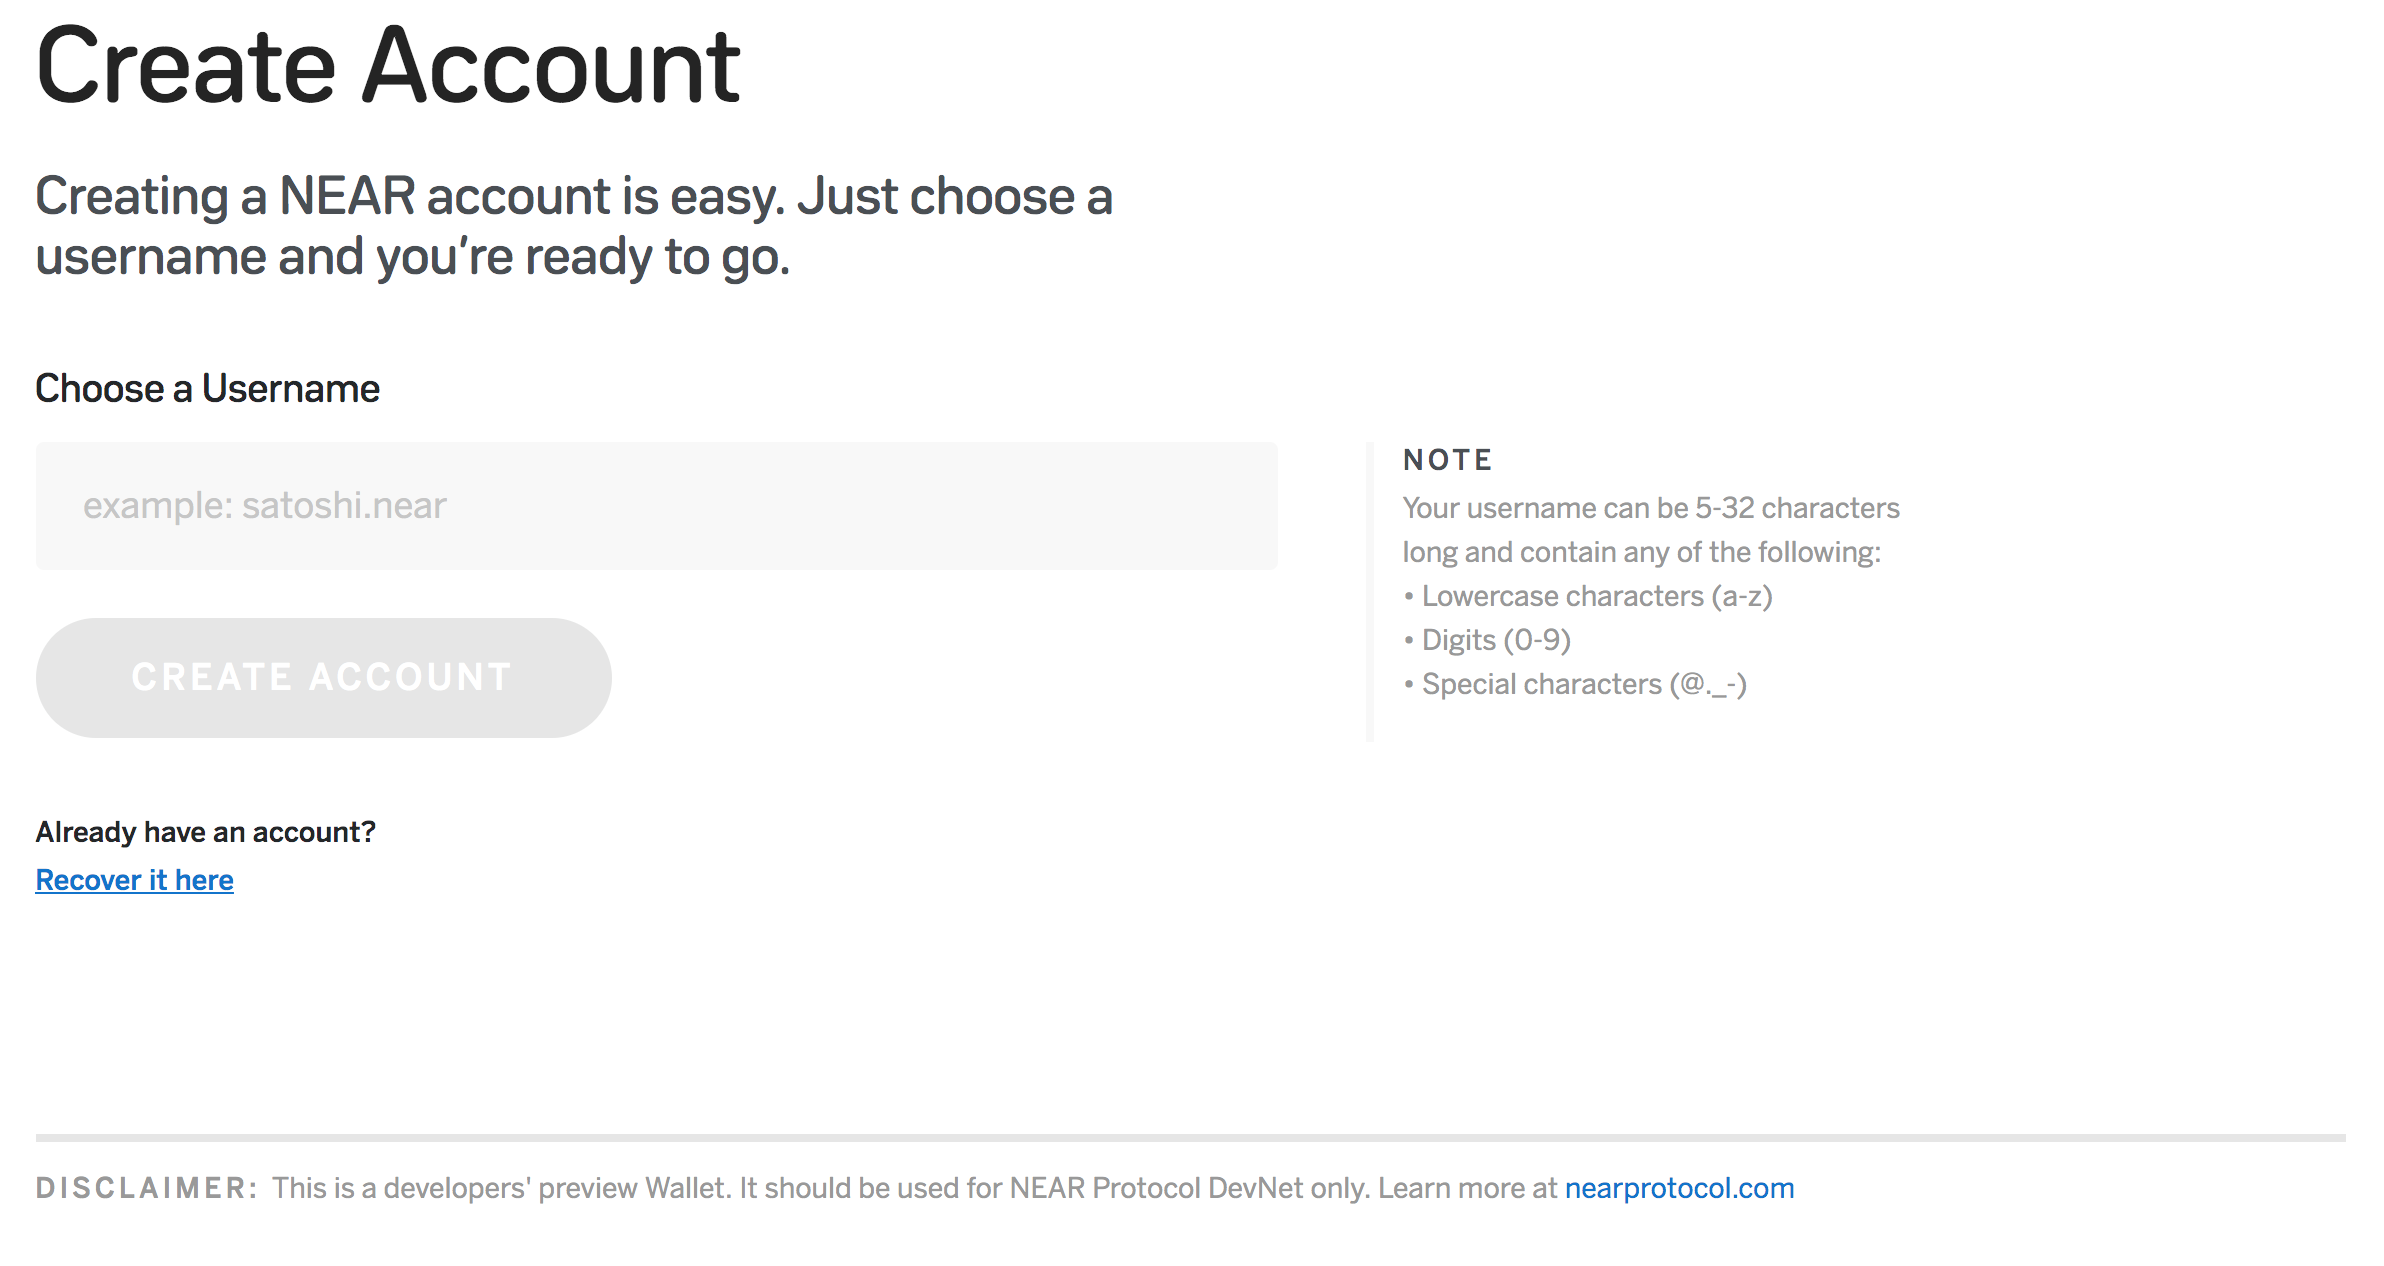 Create Account
Creating a NEAR account is easy. Just choose a
username and you're ready to go.
Choose a Username
example: satoshi.near
CREATE ACCOUNT
NOTE
Your username can be 5-32 characters
long and contain any of the following:
• Lowercase characters (a-z)
• Digits (0-9)
• Special characters (@._-)
Already have an account?
Recover it here
DISCLAIMER: This is a developers' preview Wallet. It should be used for NEAR Protocol DevNet only. Learn more at nearprotocol.com